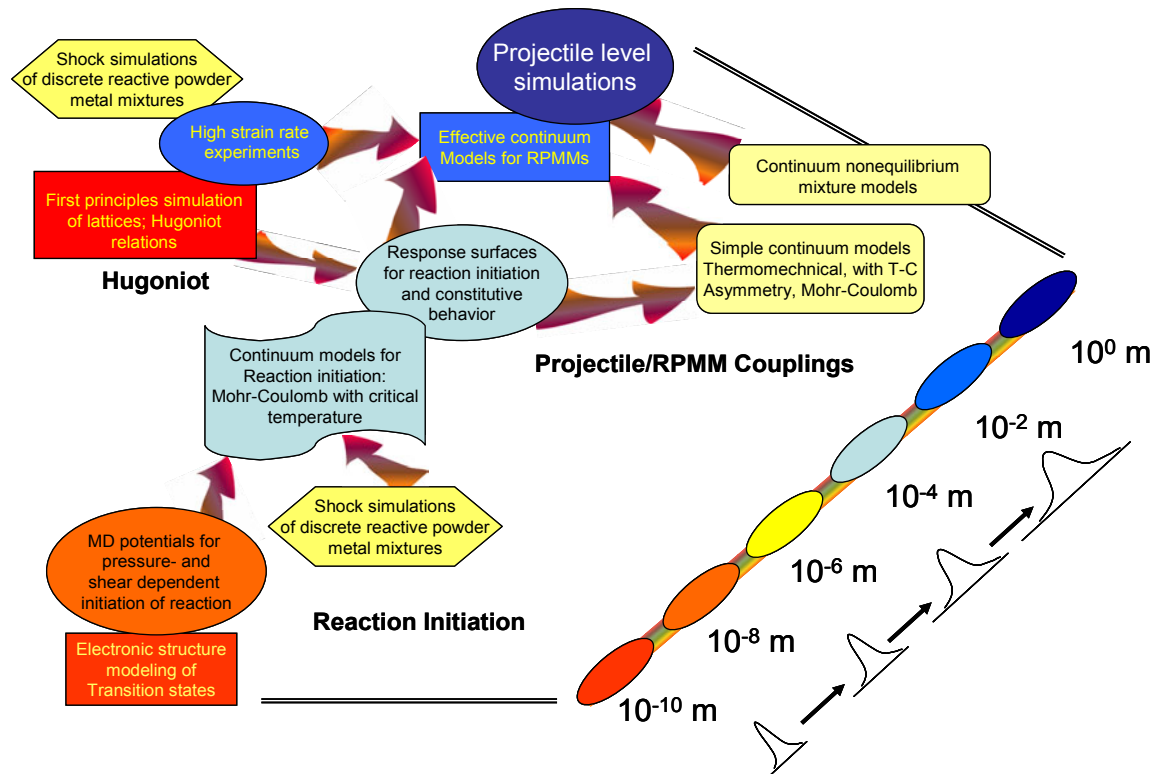 Projectile level
simulations
Shock simulations
of discrete reactive powder
metal mixtures
High strain rate
experiments
Effective continuum
Models for RPMMs
Continuum nonequilibrium
mixture models
First principles simulation
of lattices; Hugoniot
relations
Hugoniot
Response surfaces
for reaction initiation
and constitutive
behavior
Simple continuum models
Thermomechnical, with T-C
Asymmetry, Mohr-Coulomb
Projectile/RPMM Couplings
Continuum models for
Reaction initiation:
Mohr-Coulomb with critical
temperature
Shock simulations
of discrete reactive powder
metal mixtures
MD potentials for
pressure- and
shear dependent
initiation of reaction
Reaction Initiation
Electronic structure
modeling of
Transition states
10⁰ m
10⁻² m
10⁻⁴ m
10⁻⁶ m
10⁻⁸ m
10⁻¹⁰ m